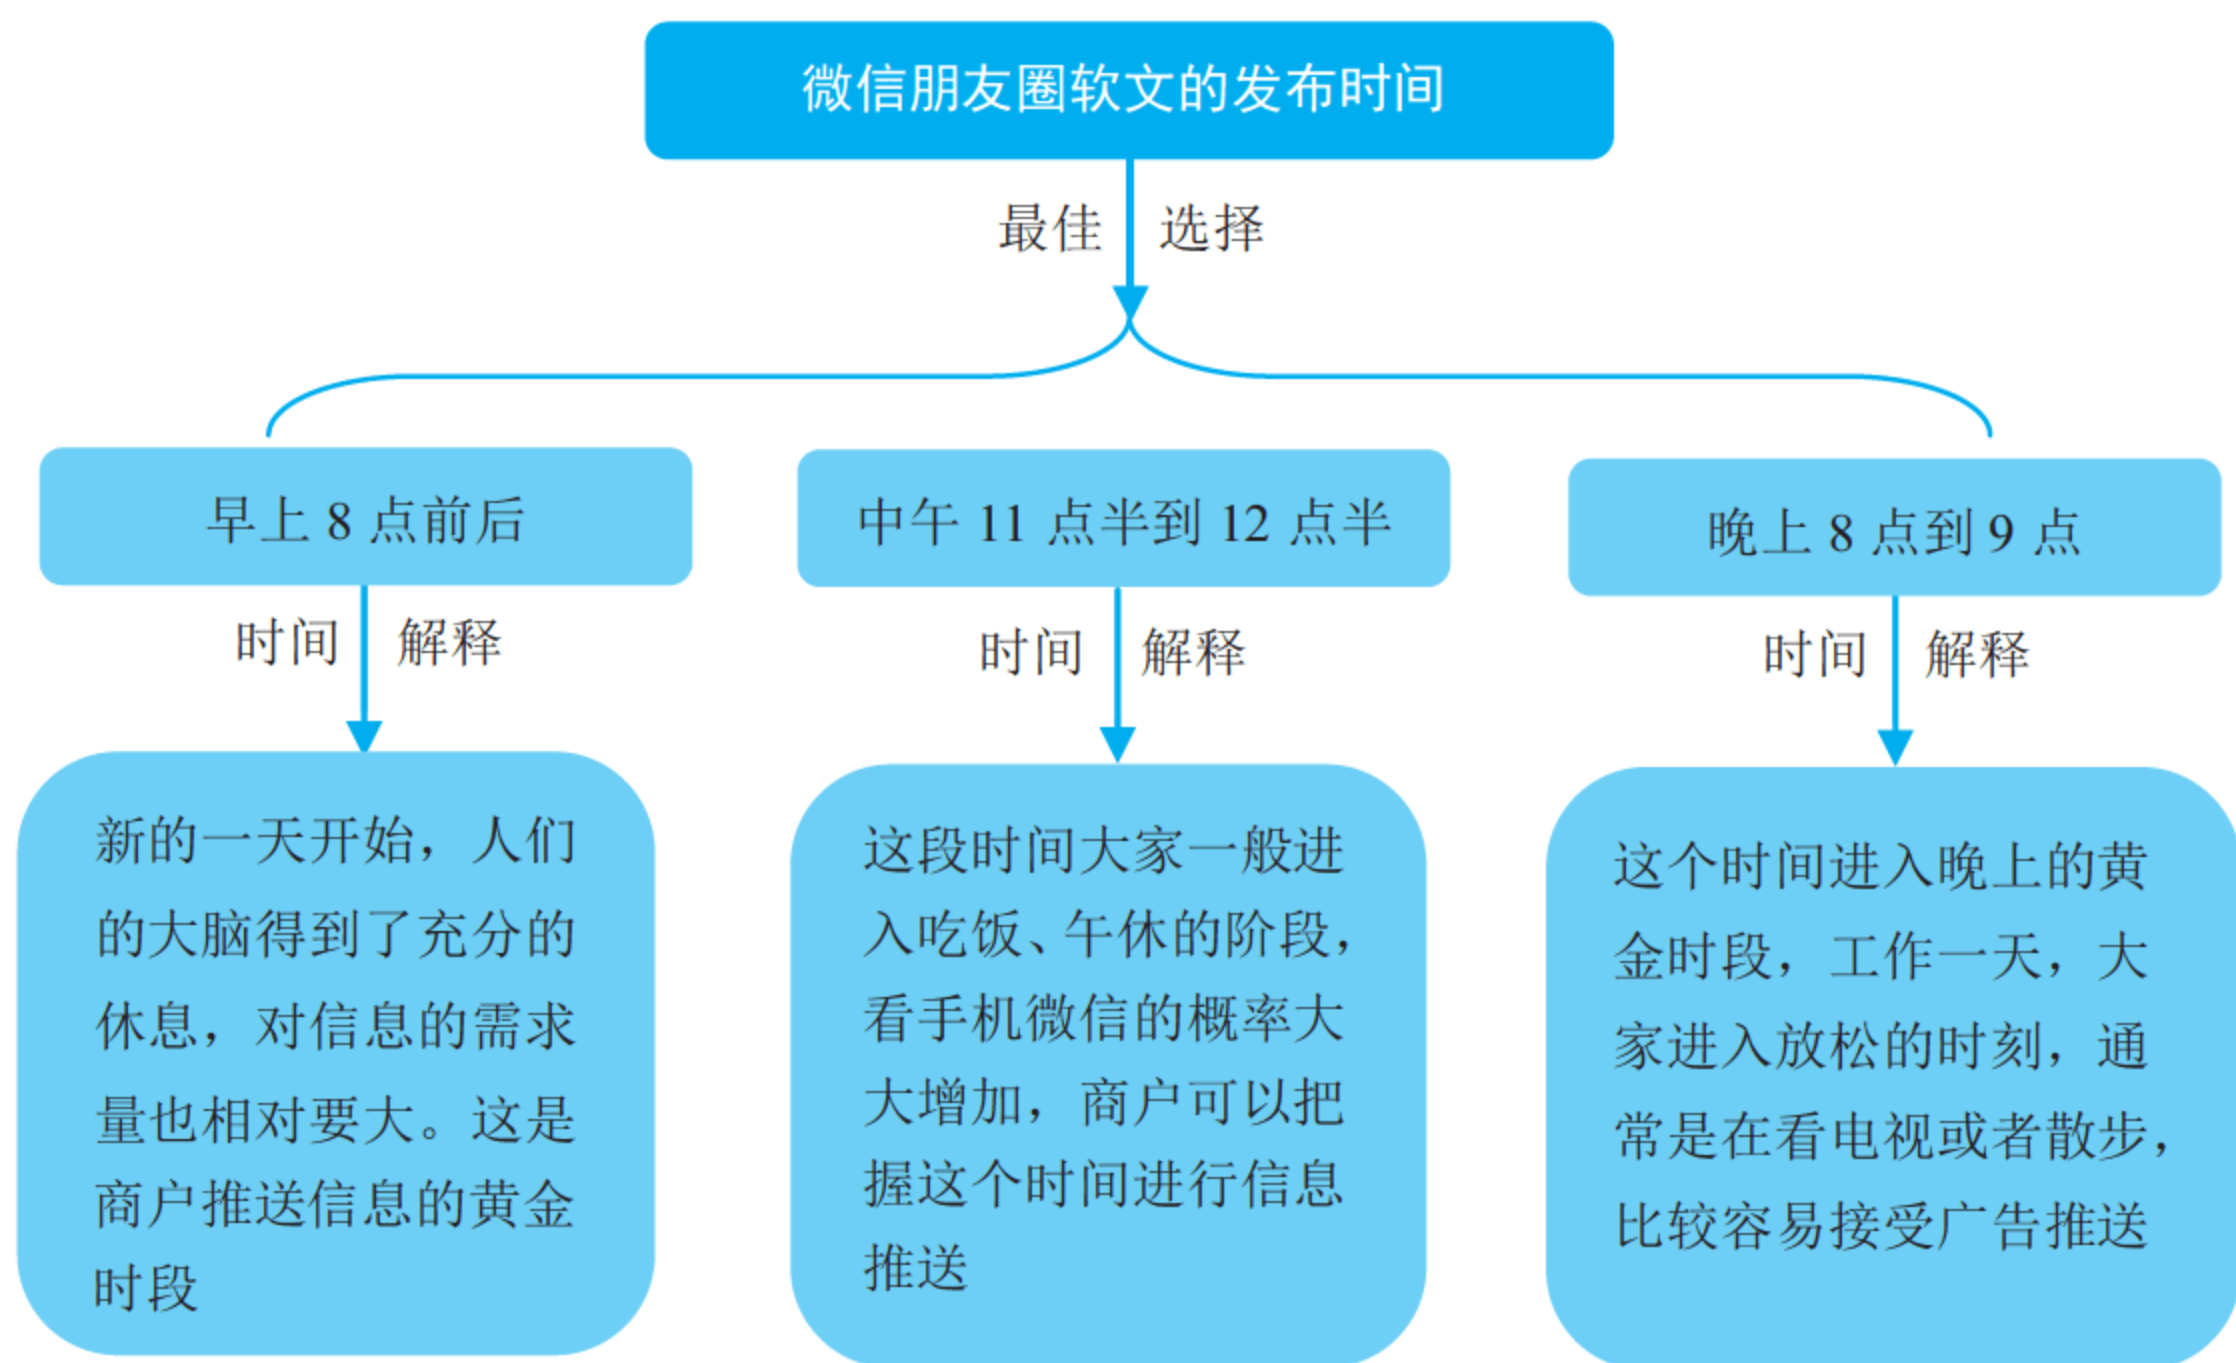 微信朋友圈软文的发布时间
最佳 选择
早上 8 点前后
时间 解释
新的一天开始，人们
的大脑得到了充分的
休息，对信息的需求
量也相对要大。这是
商户推送信息的黄金
时段
中午 11 点半到 12 点半
时间 解释
这段时间大家一般进
入吃饭、午休的阶段，
看手机微信的概率大
大增加，商户可以把
握这个时间进行信息
推送
晚上 8 点到 9 点
时间 解释
这个时间进入晚上的黄
金时段，工作一天，大
家进入放松的时刻，通
常是在看电视或者散步，
比较容易接受广告推送